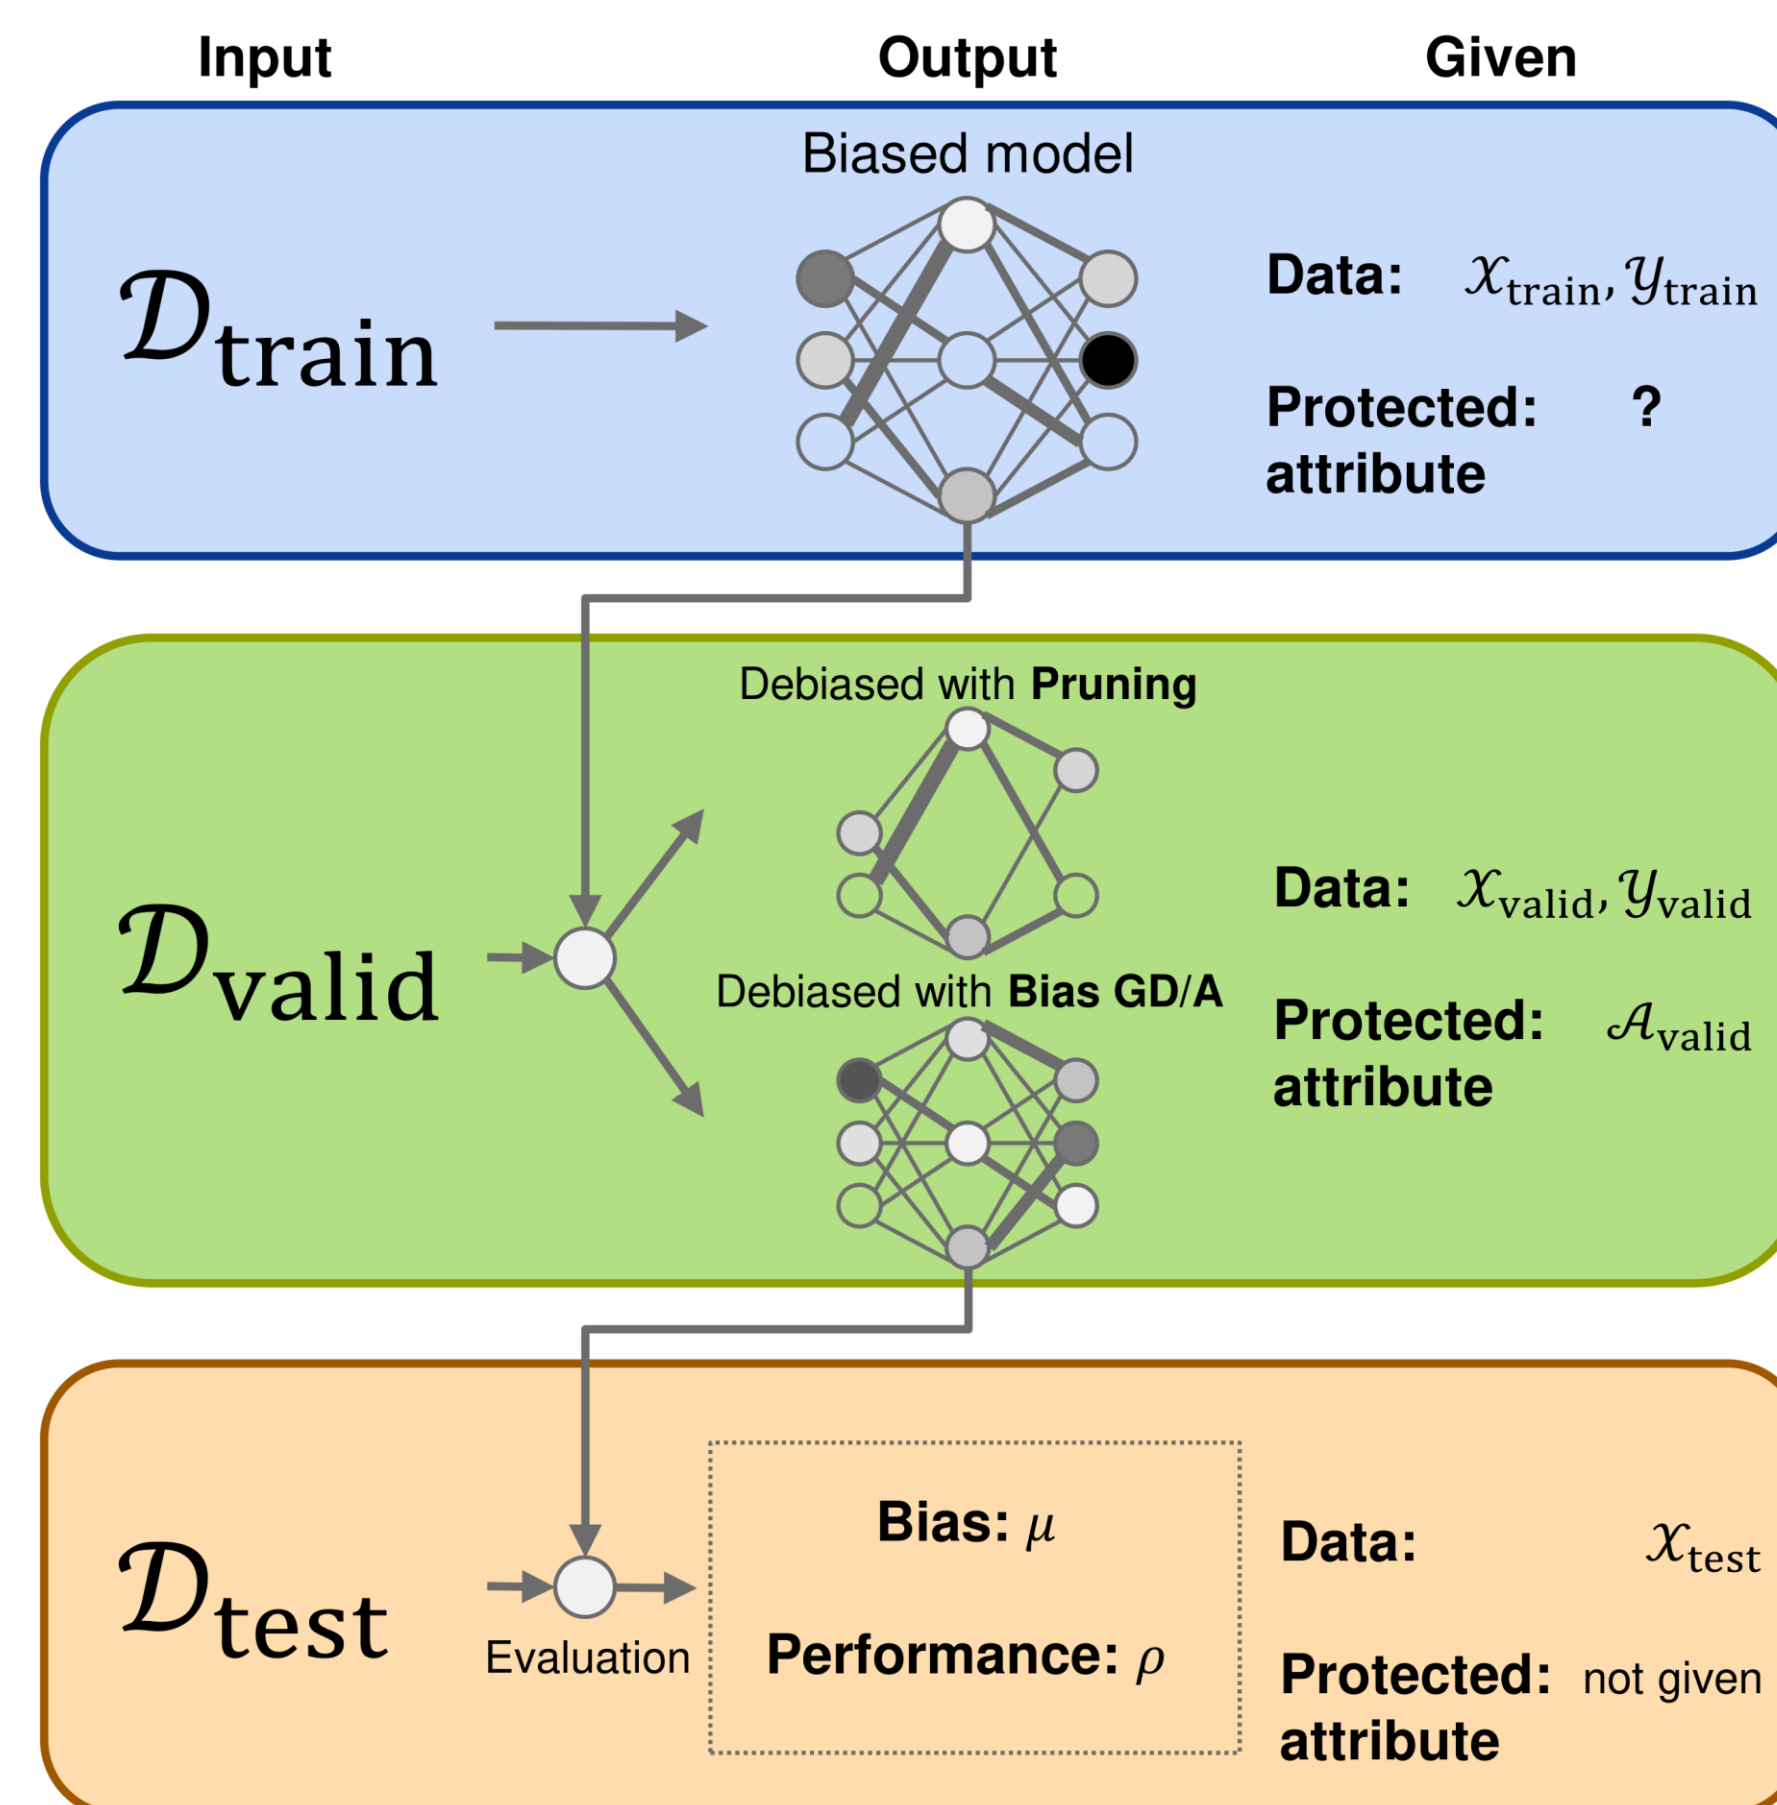 Input Output Given
Biased model
𝒟train
Data: 𝒳train, 𝒴train
Protected: ?
attribute
Debiased with Pruning
𝒟valid
Data: 𝒳valid, 𝒴valid
Debiased with Bias GD/A
Protected: 𝒜valid
attribute
𝒟test
Evaluation
Bias: μ
Performance: ρ
Data: 𝒳test
Protected: not given
attribute